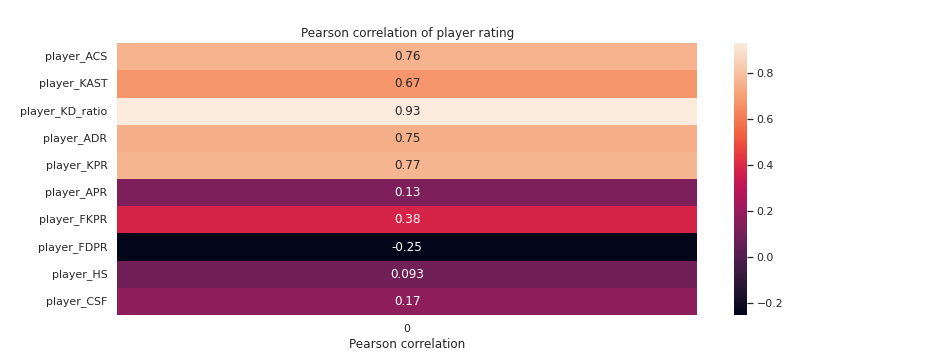 Pearson correlation of player rating
player_ACS 0.76
player_KAST 0.67
player_KD_ratio 0.93
player_ADR 0.75
player_KPR 0.77
player_APR 0.13
player_FKPR 0.38
player_FDPR -0.25
player_HS 0.093
player_CSF 0.17
0
Pearson correlation
0.8
0.6
0.4
0.2
0.0
−0.2